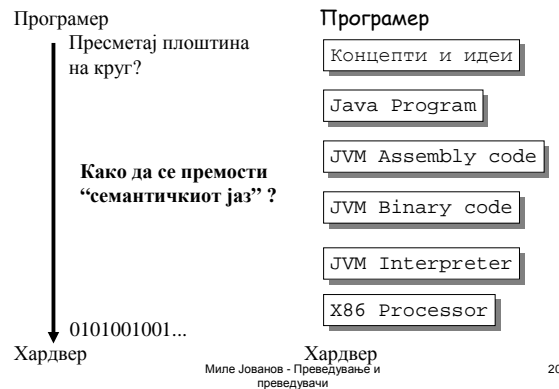 Програмер
Пресметај плоштина
на круг?
Како да се премости
“семантичкиот јаз” ?
0101001001...
Хардвер
Програмер
Концепти и идеи
Java Program
JVM Assembly code
JVM Binary code
JVM Interpreter
X86 Processor
Хардвер
Миле Јованов - Преведување и
преведувачи
20